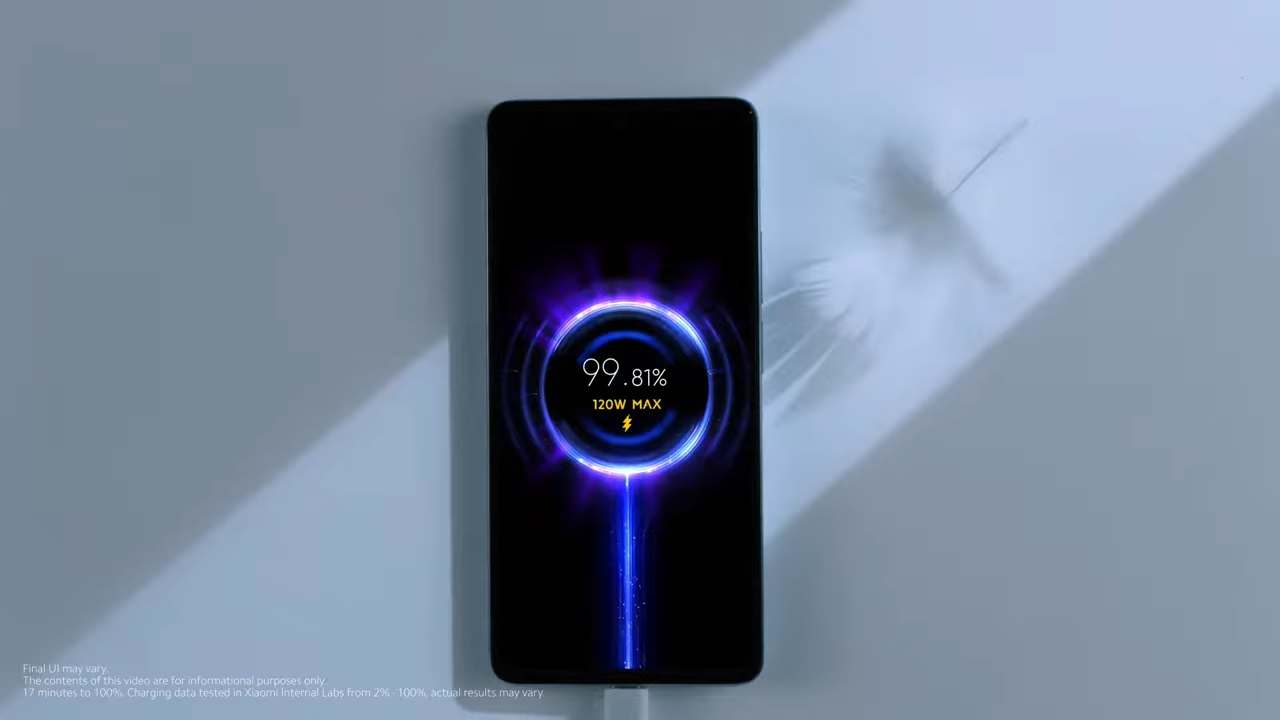 99.81%
120W MAX
Final UI may vary.
The contents of this video are for informational purposes only.
17 minutes to 100%. Charging data tested in Xiaomi Internal Labs from 2% - 100%, actual results may vary.